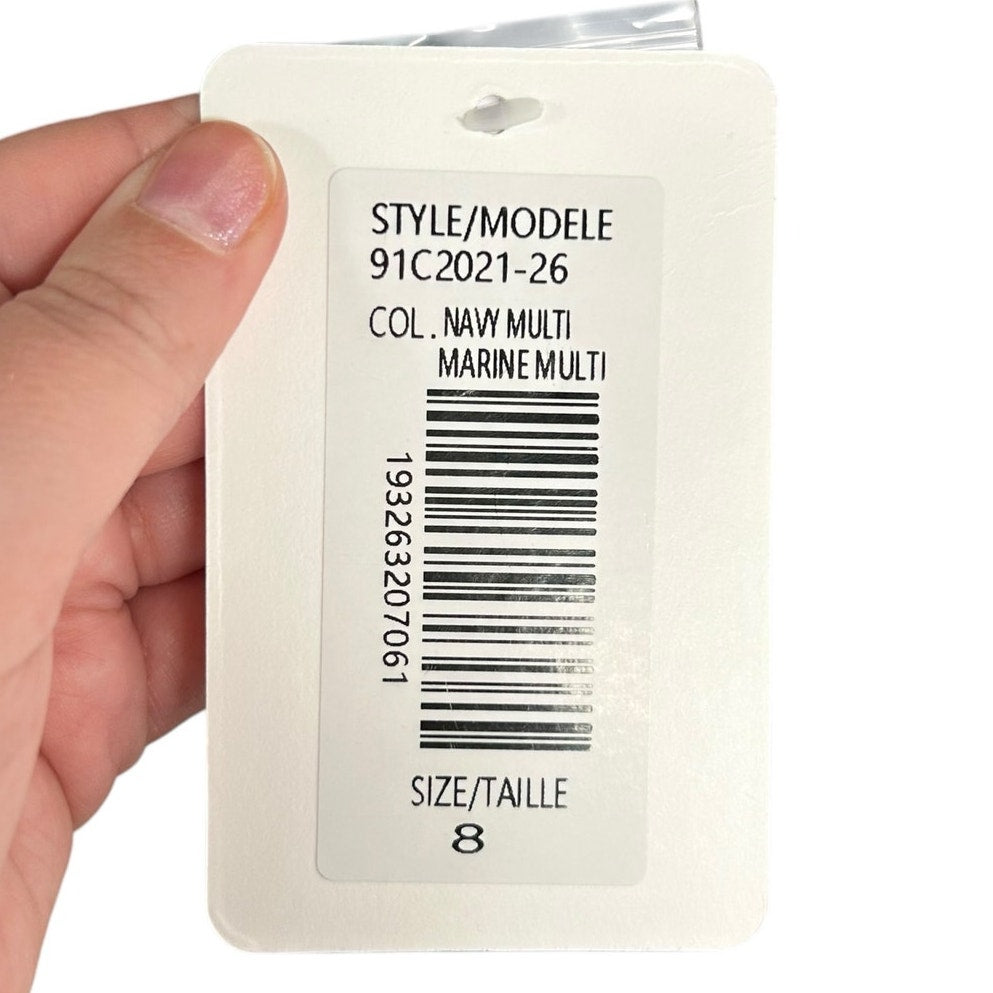 STYLE/MODELE
91C2021-26
COL. NAVY MULTI
MARINE MULTI
193263207061
SIZE/TAILLE
8